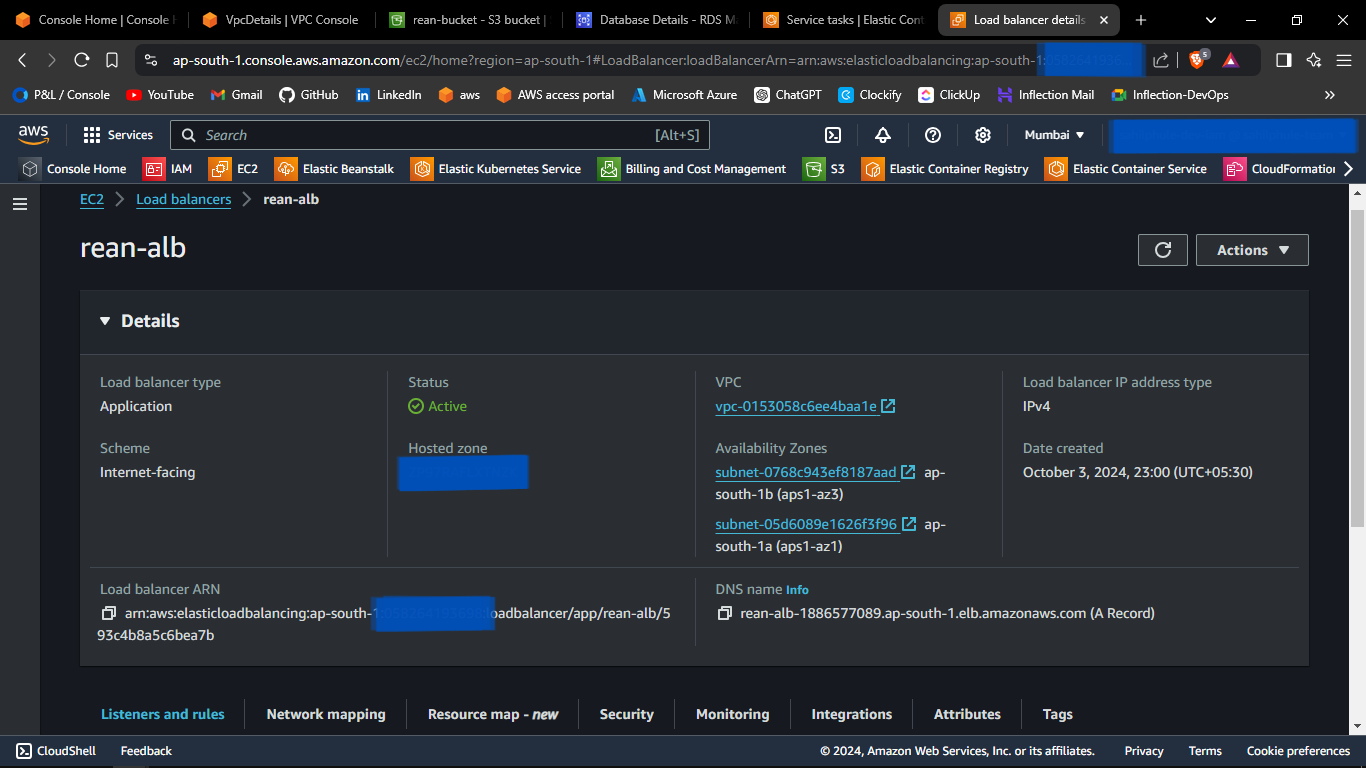 Console Home | Console
VpcDetails | VPC Console
rean-bucket - S3 bucket |
Database Details - RDS M
Service tasks | Elastic Cont
Load balancer details
ap-south-1.console.aws.amazon.com/ec2/home?region=ap-south-1#LoadBalancer:loadBalancerArn=arn:aws:elasticloadbalancing:ap-south-1:
5
P&L / Console
YouTube
Gmail
GitHub
LinkedIn
aws
AWS access portal
Microsoft Azure
ChatGPT
Clockify
ClickUp
Inflection Mail
Inflection-DevOps
aws
Services
Search
[Alt+S]
Mumbai
Console Home
IAM
EC2
Elastic Beanstalk
Elastic Kubernetes Service
Billing and Cost Management
S3
Elastic Container Registry
Elastic Container Service
CloudFormation
EC2 > Load balancers > rean-alb
rean-alb
Actions
Details
Load balancer type
Application
Status
Active
VPC
vpc-0153058c6ee4baa1e
Load balancer IP address type
IPv4
Scheme
Internet-facing
Hosted zone
Availability Zones
subnet-0768c943ef8187aad ap-
south-1b (aps1-az3)
subnet-05d6089e1626f3f96 ap-
south-1a (aps1-az1)
Date created
October 3, 2024, 23:00 (UTC+05:30)
Load balancer ARN
arn:aws:elasticloadbalancing:ap-south- loadbalancer/app/rean-alb/5
93c4b8a5c6bea7b
DNS name Info
rean-alb-1886577089.ap-south-1.elb.amazonaws.com (A Record)
Listeners and rules
Network mapping
Resource map - new
Security
Monitoring
Integrations
Attributes
Tags
CloudShell
Feedback
© 2024, Amazon Web Services, Inc. or its affiliates.
Privacy
Terms
Cookie preferences